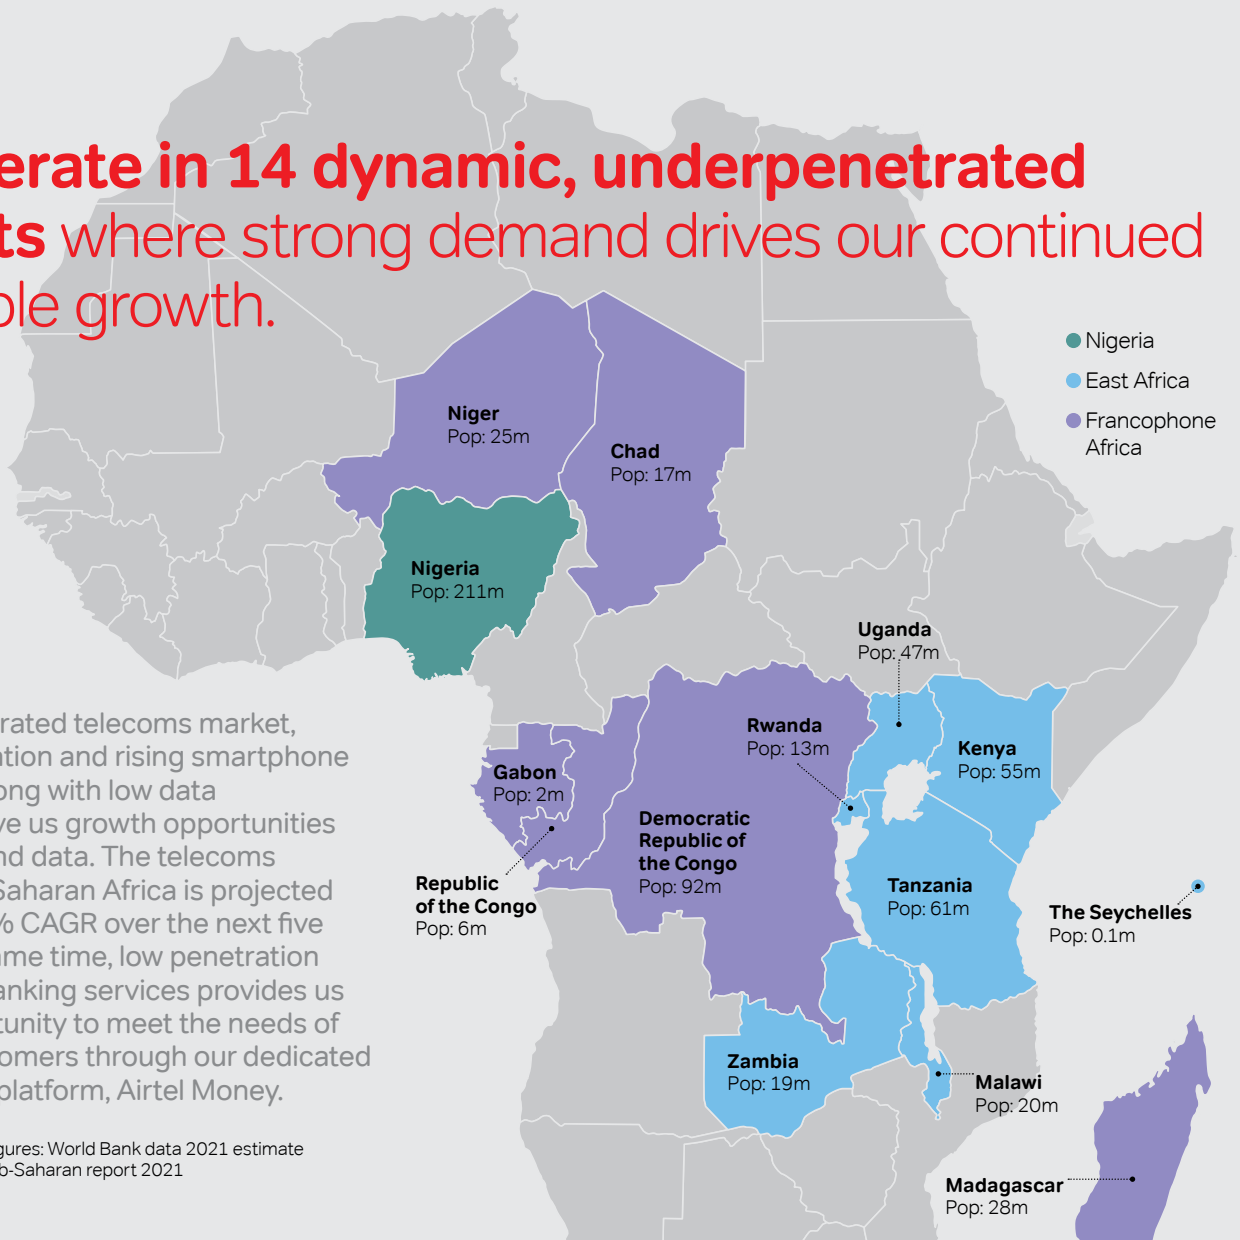 erate in 14 dynamic, underpenetrated
ts where strong demand drives our continued
ble growth.
Nigeria
East Africa
Francophone
Africa
Niger
Pop: 25m
Chad
Pop: 17m
Nigeria
Pop: 211m
Uganda
Pop: 47m
Rwanda
Pop: 13m
Kenya
Pop: 55m
Gabon
Pop: 2m
Democratic
Republic of
the Congo
Pop: 92m
Republic
of the Congo
Pop: 6m
Tanzania
Pop: 61m
The Seychelles
Pop: 0.1m
Zambia
Pop: 19m
Malawi
Pop: 20m
Madagascar
Pop: 28m
rated telecoms market,
ation and rising smartphone
ong with low data
ve us growth opportunities
nd data. The telecoms
Saharan Africa is projected
% CAGR over the next five
ame time, low penetration
anking services provides us
tunity to meet the needs of
omers through our dedicated
platform, Airtel Money.
gures: World Bank data 2021 estimate
b-Saharan report 2021